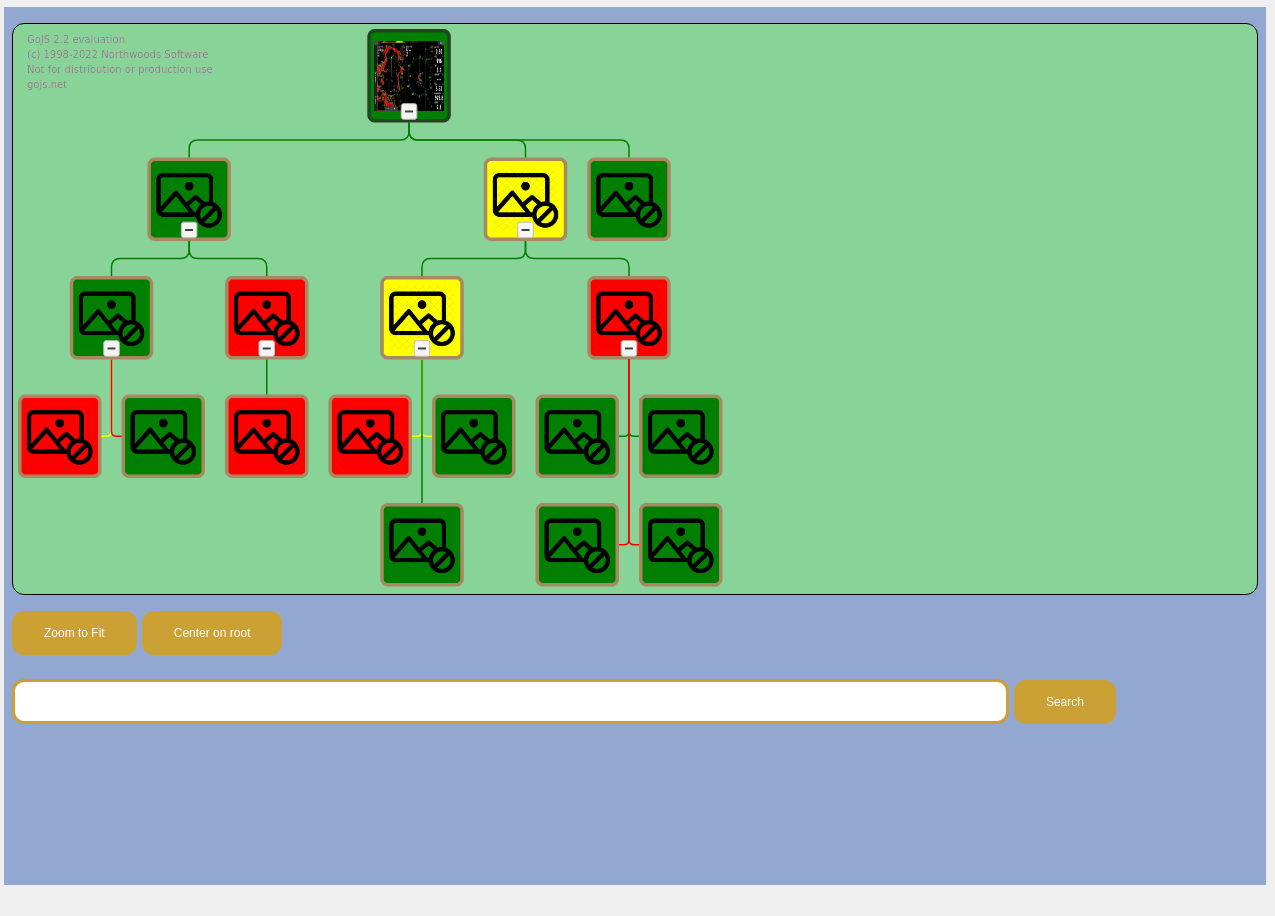 GoJS 2.2 evaluation
(c) 1998-2022 Northwoods Software
Not for distribution or production use
gojs.net
Zoom to Fit
Center on root
Search